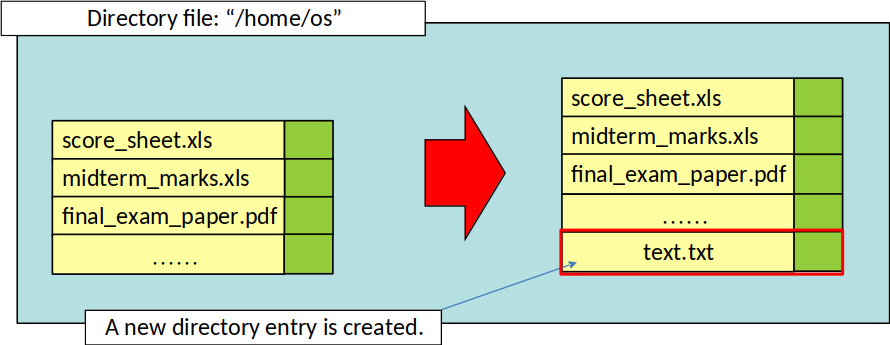 Directory file: “/home/os”
score_sheet.xls
midterm_marks.xls
final_exam_paper.pdf
……
score_sheet.xls
midterm_marks.xls
final_exam_paper.pdf
……
text.txt
A new directory entry is created.